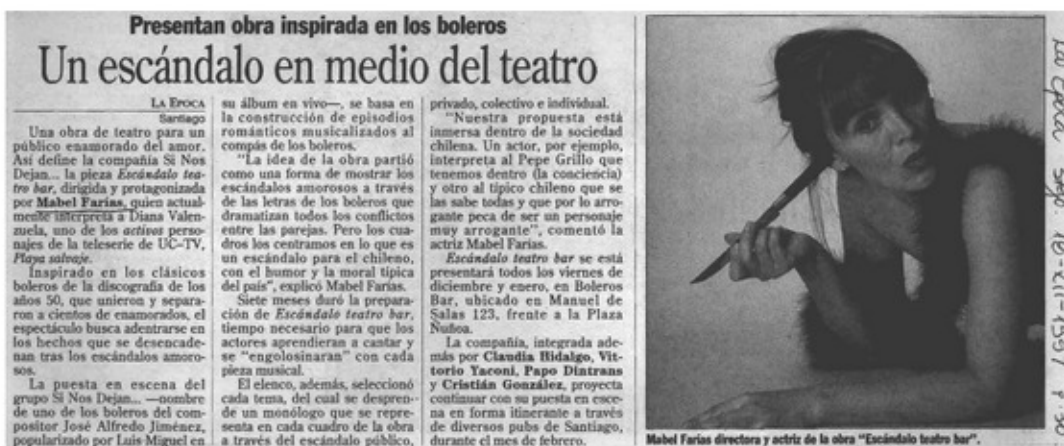 Presentan obra inspirada en los boleros
Un escándalo en medio del teatro
LA EPOCA
Santiago
Una obra de teatro para un
público enamorado del amor.
Así define la compañía Si Nos
Dejan... la pieza Escándalo tea-
tro bar, dirigida y protagonizada
por Mabel Farías, quien actual-
mente interpreta a Diana Valen-
zuela, uno de los activos perso-
najes de la teleserie de UC-TV,
Playa salvaje.
Inspirado en los clásicos
boleros de la discografía de los
años 50, que unieron y separa-
ron a cientos de enamorados, el
espectáculo busca adentrarse en
los hechos que se desencade-
nan tras los escándalos amoro-
sos.
La puesta en escena del
grupo Si Nos Dejan... —nombre
de uno de los boleros del com-
positor José Alfredo Jiménez,
popularizado por Luis Miguel en
su álbum en vivo—, se basa en
la construcción de episodios
románticos musicalizados al
compás de los boleros.
"La idea de la obra partió
como una forma de mostrar los
escándalos amorosos a través
de las letras de los boleros que
dramatizan todos los conflictos
entre las parejas. Pero los cua-
dros los centramos en lo que es
un escándalo para el chileno,
con el humor y la moral típica
del país", explicó Mabel Farías.
Siete meses duró la prepara-
ción de Escándalo teatro bar,
tiempo necesario para que los
actores aprendieran a cantar y
se "engolosinaran" con cada
pieza musical.
El elenco, además, seleccionó
cada tema, del cual se despren-
de un monólogo que se repre-
senta en cada cuadro de la obra
a través del escándalo público,
privado, colectivo e individual.
"Nuestra propuesta está
inmersa dentro de la sociedad
chilena. Un actor, por ejemplo,
interpreta al Pepe Grillo que
tenemos dentro (la conciencia)
y otro al típico chileno que se
las sabe todas y que por lo arro-
gante peca de ser un personaje
muy arrogante", comentó la
actriz Mabel Farías.
Escándalo teatro bar se está
presentará todos los viernes de
diciembre y enero, en Boleros
Bar, ubicado en Manuel de
Salas 123, frente a la Plaza
Ñuñoa.
La compañía, integrada ade-
más por Claudia Hidalgo, Vit-
torio Yaconi, Papo Dintrans
y Cristián González, proyecta
continuar con su puesta en esce-
na en forma itinerante a través
de diversos pubs de Santiago,
durante el mes de febrero.
Mabel Farías directora y actriz de la obra "Escándalo teatro bar".
La Epoca Stgo